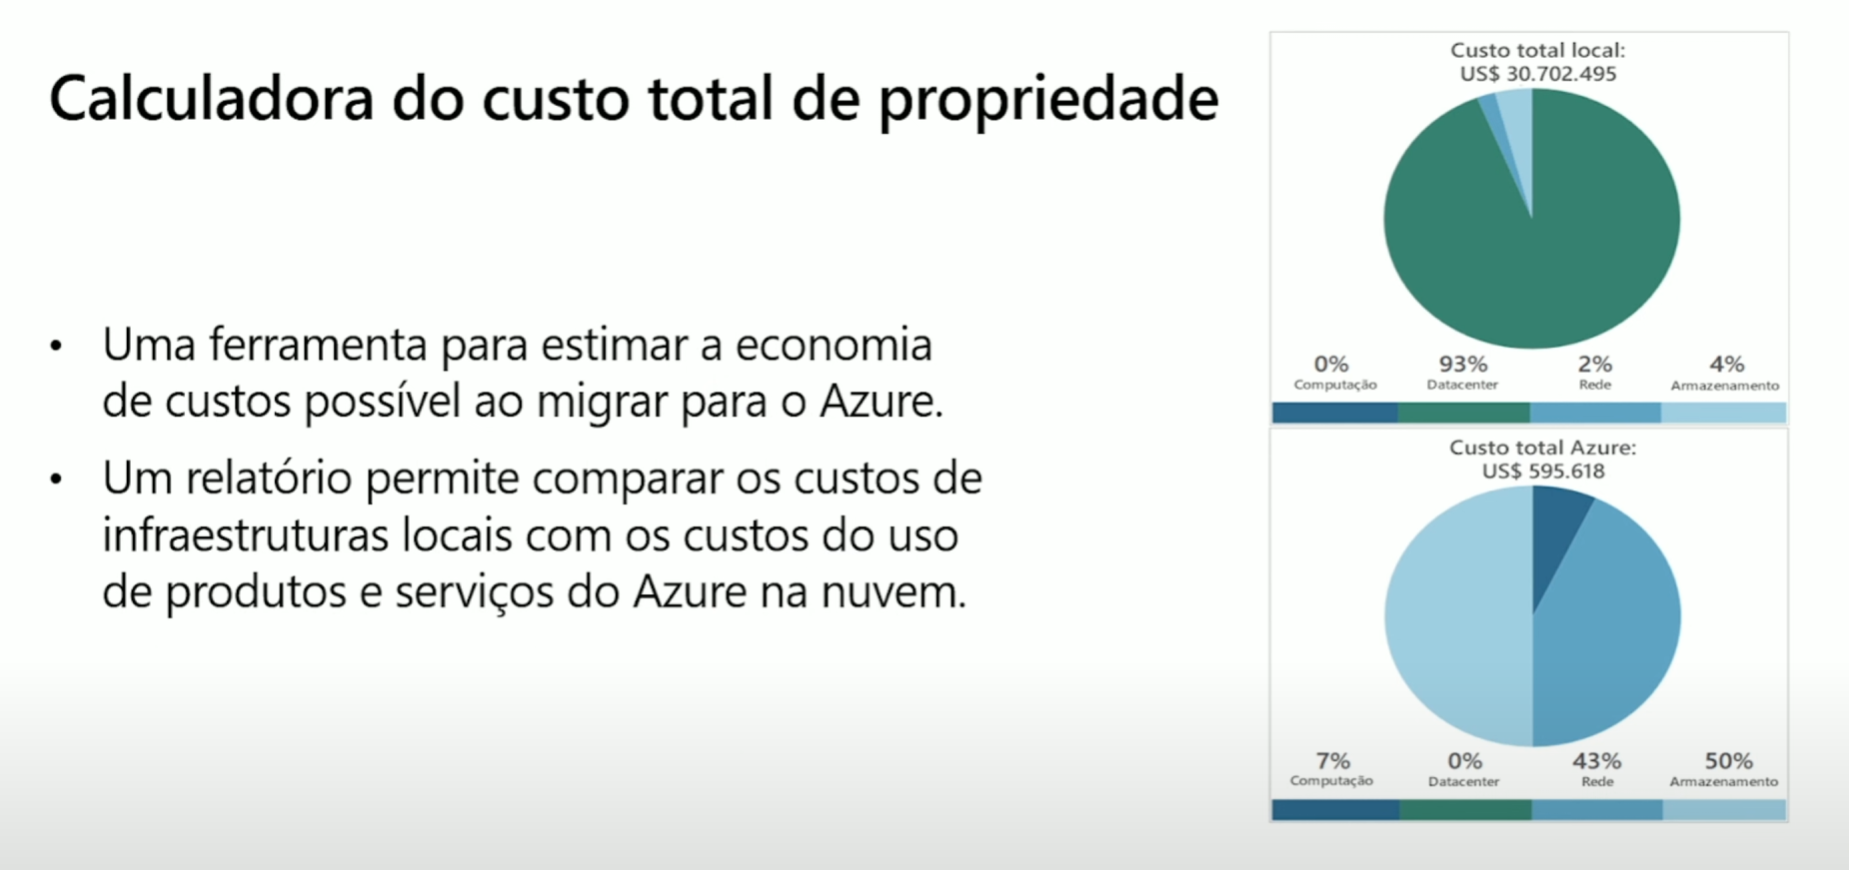 Calculadora do custo total de propriedade
• Uma ferramenta para estimar a economia
de custos possível ao migrar para o Azure.
• Um relatório permite comparar os custos de
infraestruturas locais com os custos do uso
de produtos e serviços do Azure na nuvem.
Custo total local:
US$ 30.702.495
0% 93% 2% 4%
Computação Datacenter Rede Armazenamento
Custo total Azure:
US$ 595.618
7% 0% 43% 50%
Computação Datacenter Rede Armazenamento